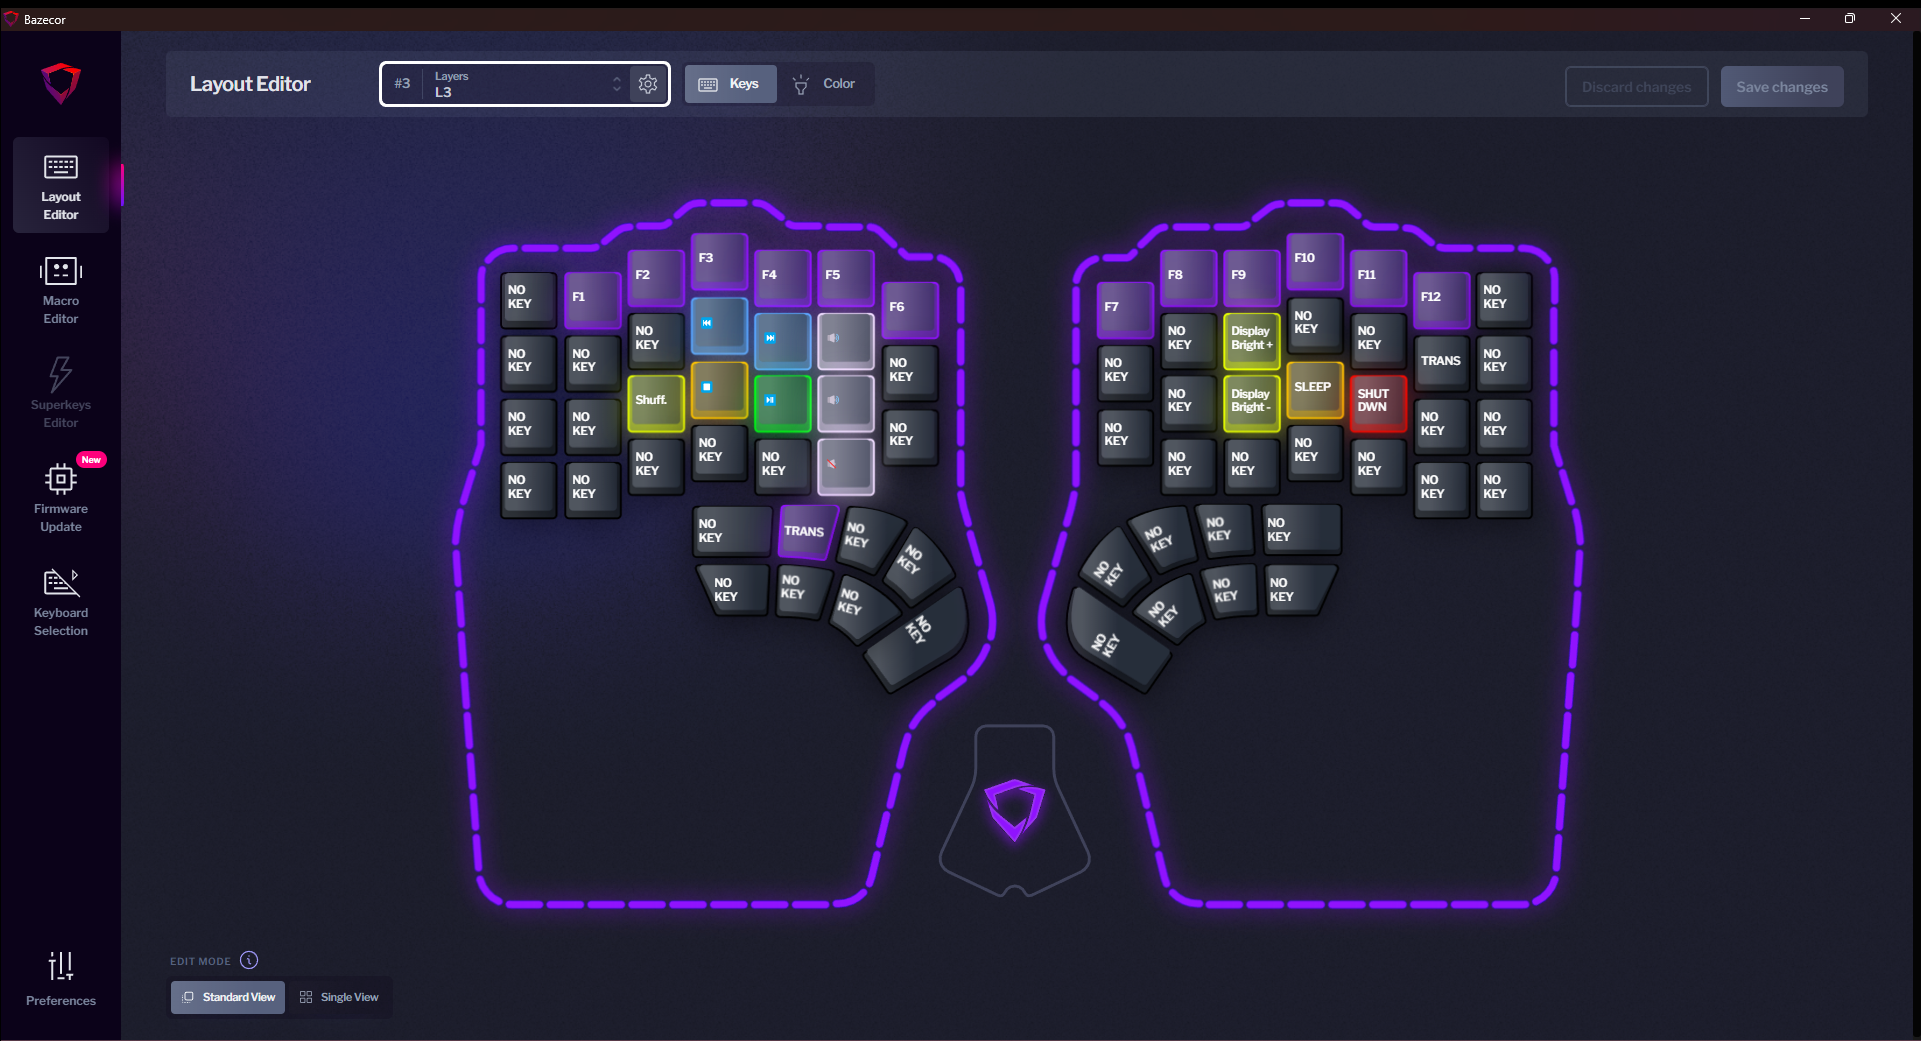 Bazecor
Layout Editor
#3
Layers
L3
Keys
Color
Discard changes
Save changes
Layout
Editor
Macro
Editor
Superkeys
Editor
New
Firmware
Update
Keyboard
Selection
Preferences
NO
KEY
F1
F2
F3
F4
F5
F6
NO
KEY
NO
KEY
NO
KEY
NO
KEY
NO
KEY
NO
KEY
Shuff.
NO
KEY
NO
KEY
NO
KEY
NO
KEY
NO
KEY
NO
KEY
NO
KEY
TRANS
NO
KEY
NO
KEY
NO
KEY
NO
KEY
NO
KEY
NO
KEY
F7
F8
F9
F10
F11
F12
NO
KEY
NO
KEY
NO
KEY
Display
Bright +
NO
KEY
NO
KEY
TRANS
NO
KEY
NO
KEY
NO
KEY
Display
Bright -
SLEEP
SHUT
DWN
NO
KEY
NO
KEY
NO
KEY
NO
KEY
NO
KEY
NO
KEY
NO
KEY
NO
KEY
NO
KEY
NO
KEY
NO
KEY
NO
KEY
NO
KEY
NO
KEY
NO
KEY
NO
KEY
EDIT MODE
Standard View
Single View